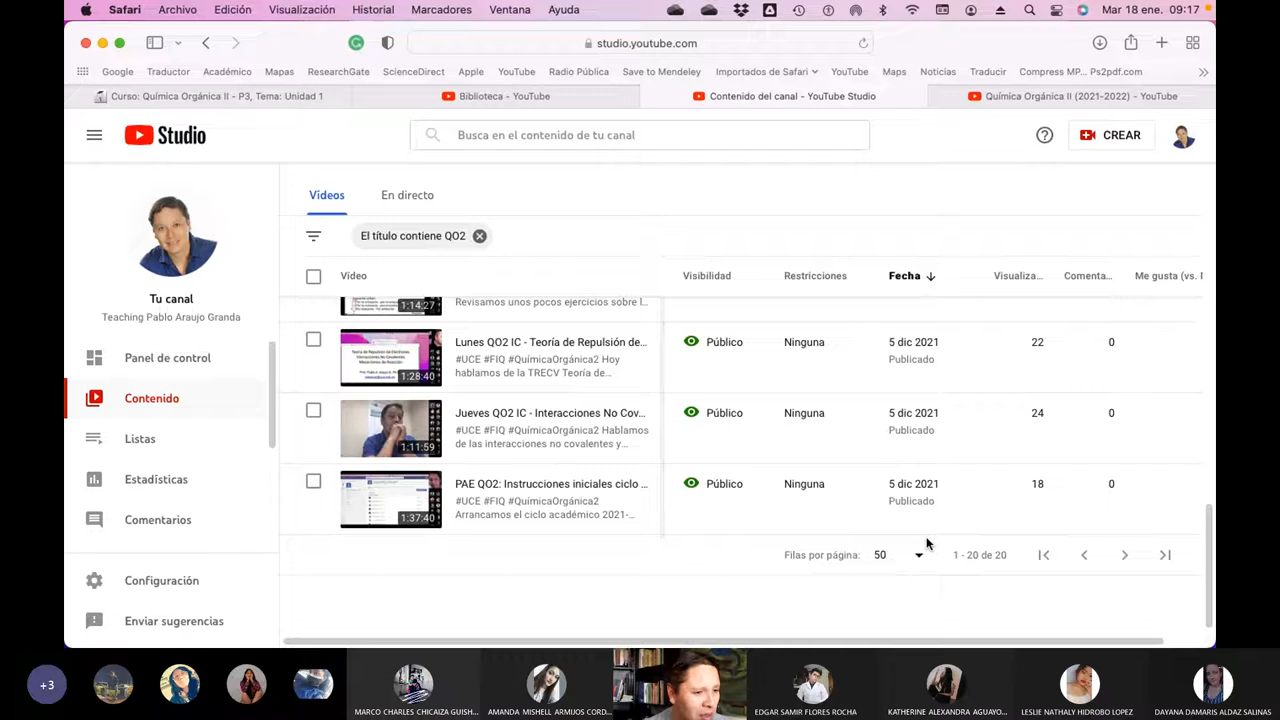 Safari Archivo Edición Visualización Historial Marcadores Ventana Ayuda Mar 18 ene. 09:17
studio.youtube.com
Google Traductor Académico Mapas ResearchGate ScienceDirect Apple YouTube Radio Pública Save to Mendeley Importados de Safari YouTube Maps Noticias Traducir Compress MP... Ps2pdf.com
Curso: Química Orgánica II - P3, Tema: Unidad 1 Biblioteca - YouTube Contenido del canal - YouTube Studio Química Orgánica II (2021-2022) - YouTube
Studio Busca en el contenido de tu canal CREAR
Vídeos En directo
El título contiene QO2
Vídeo Visibilidad Restricciones Fecha Visualiza... Comenta... Me gusta (vs.
Tu canal
Teaching Pablo Araujo Granda
Panel de control
Contenido
Listas
Estadísticas
Comentarios
Configuración
Enviar sugerencias
1:14:27 Revisamos unos pocos ejercicios sobre l...
Lunes QO2 IC - Teoría de Repulsión de... Público Ninguna 5 dic 2021 22 0
#UCE #FIQ #QuímicaOrgánica2 Hoy Publicado
hablamos de la TRECV Teoría de...
1:28:40
Jueves QO2 IC - Interacciones No Cov... Público Ninguna 5 dic 2021 24 0
#UCE #FIQ #QuímicaOrgánica2 Hablamos Publicado
de las interacciones no covalentes y...
1:11:59
PAE QO2: Instrucciones iniciales ciclo ... Público Ninguna 5 dic 2021 18 0
#UCE #FIQ #QuímicaOrgánica2 Publicado
Arrancamos el ciclo académico 2021-...
1:37:40
Filas por página: 50 1 - 20 de 20
+3
MARCO CHARLES CHICAIZA GUISH... AMANDA MISHELL ARMIJOS CORD... EDGAR SAMIR FLORES ROCHA KATHERINE ALEXANDRA AGUAYO... LESLIE NATHALY HIDROBO LOPEZ DAYANA DAMARIS ALDAZ SALINAS